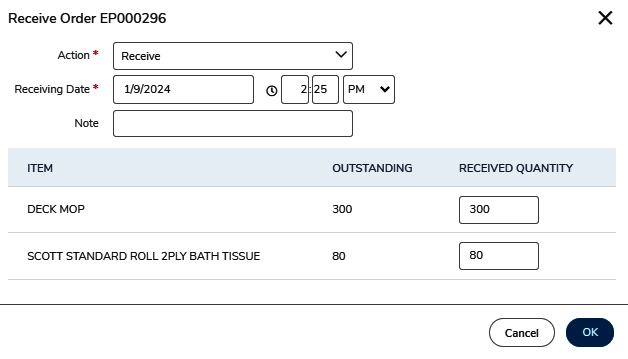 Receive Order EP000296
Action * Receive
Receiving Date * 1/9/2024 2:25 PM
Note
ITEM OUTSTANDING RECEIVED QUANTITY
DECK MOP 300 300
SCOTT STANDARD ROLL 2PLY BATH TISSUE 80 80
Cancel OK